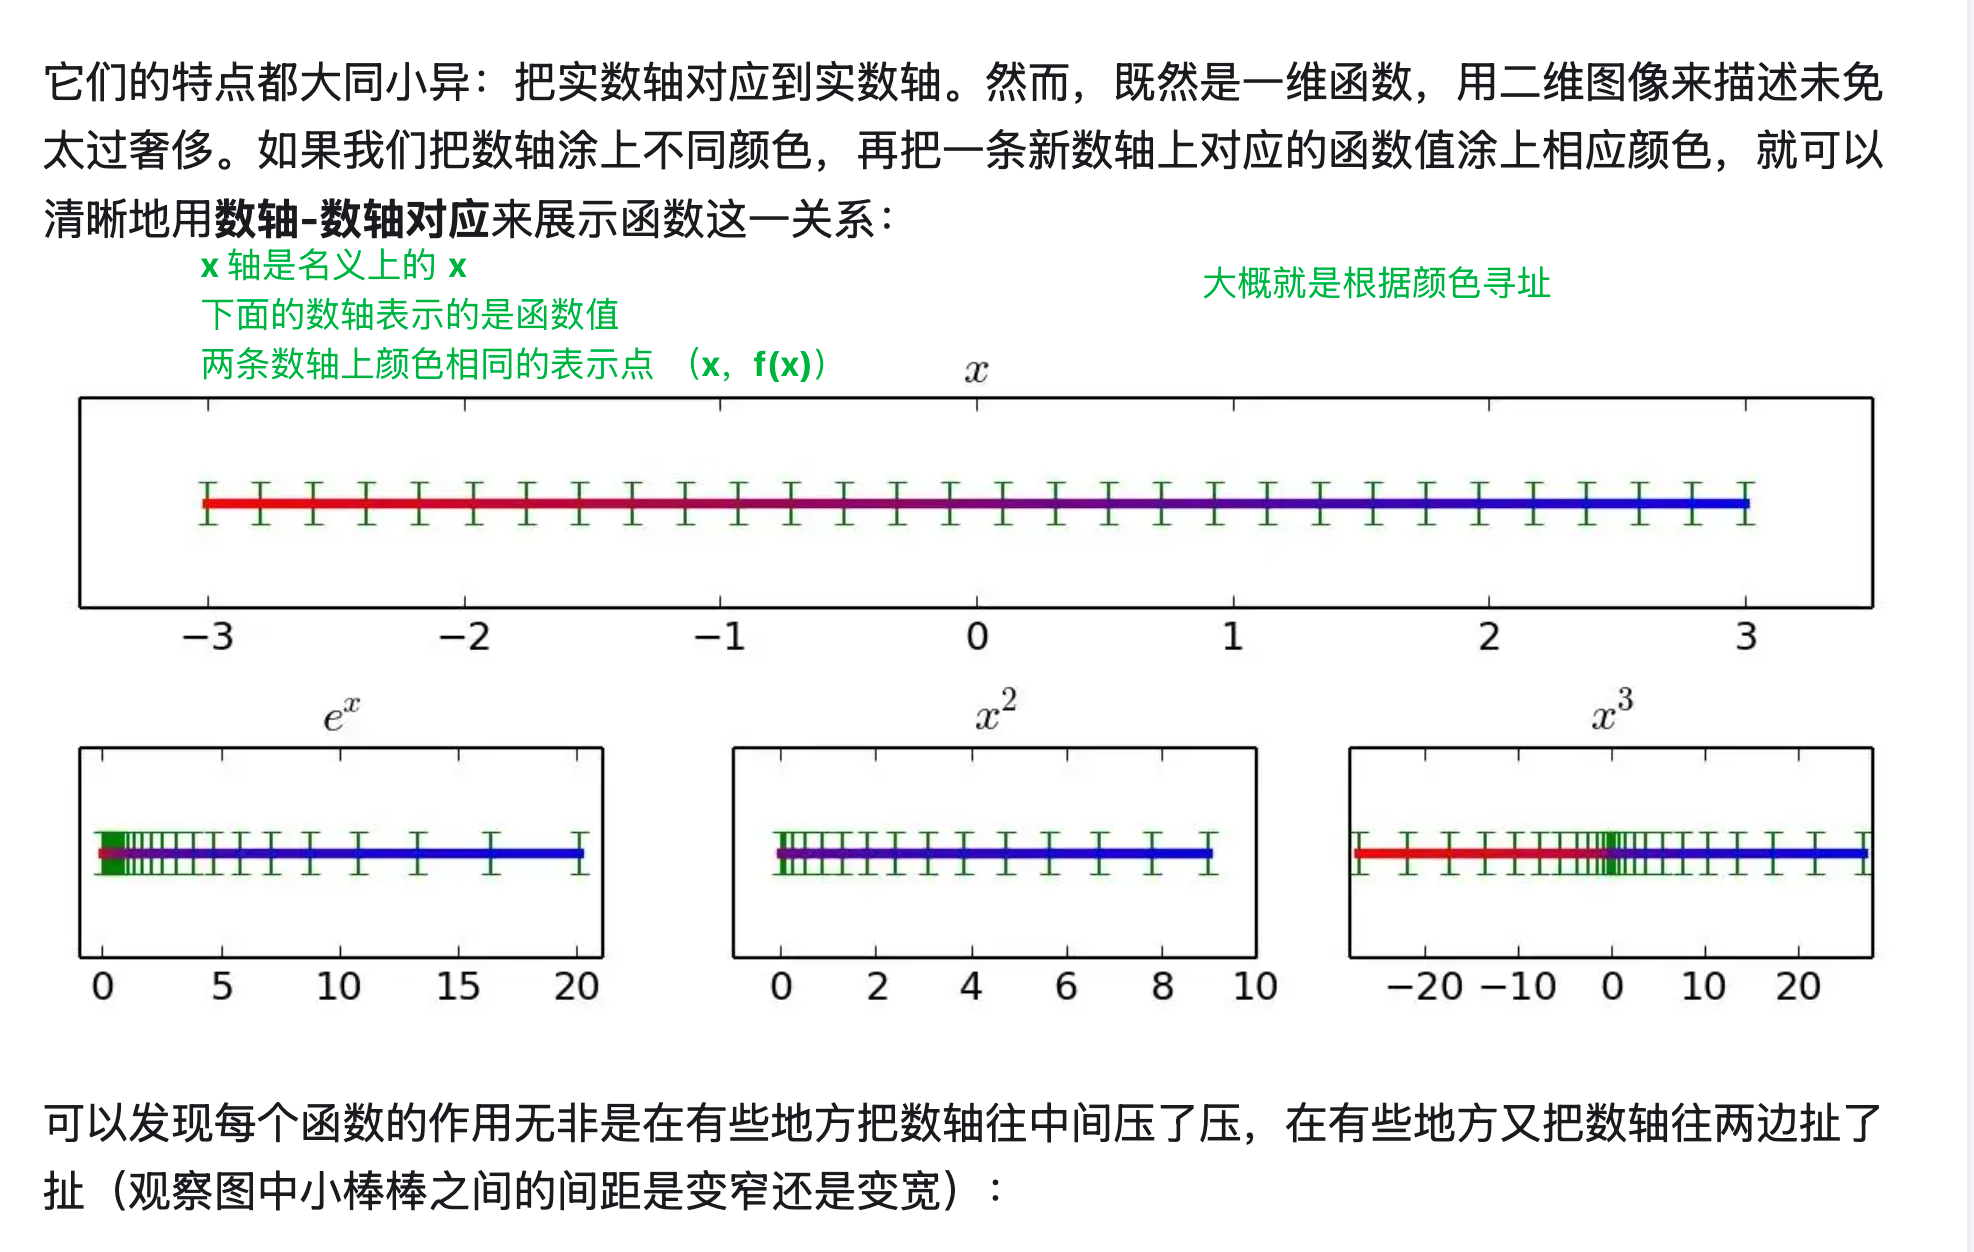 它们的特点都大同小异：把实数轴对应到实数轴。然而，既然是一维函数，用二维图像来描述未免
太过奢侈。如果我们把数轴涂上不同颜色，再把一条新数轴上对应的函数值涂上相应颜色，就可以
清晰地用数轴-数轴对应来展示函数这一关系：
x 轴是名义上的 x
下面的数轴表示的是函数值
两条数轴上颜色相同的表示点 （x，f(x)）
大概就是根据颜色寻址
x
−3 −2 −1 0 1 2 3
e^x
0 5 10 15 20
x^2
0 2 4 6 8 10
x^3
−20 −10 0 10 20
可以发现每个函数的作用无非是在有些地方把数轴往中间压了压，在有些地方又把数轴往两边扯了
扯（观察图中小棒棒之间的间距是变窄还是变宽）：